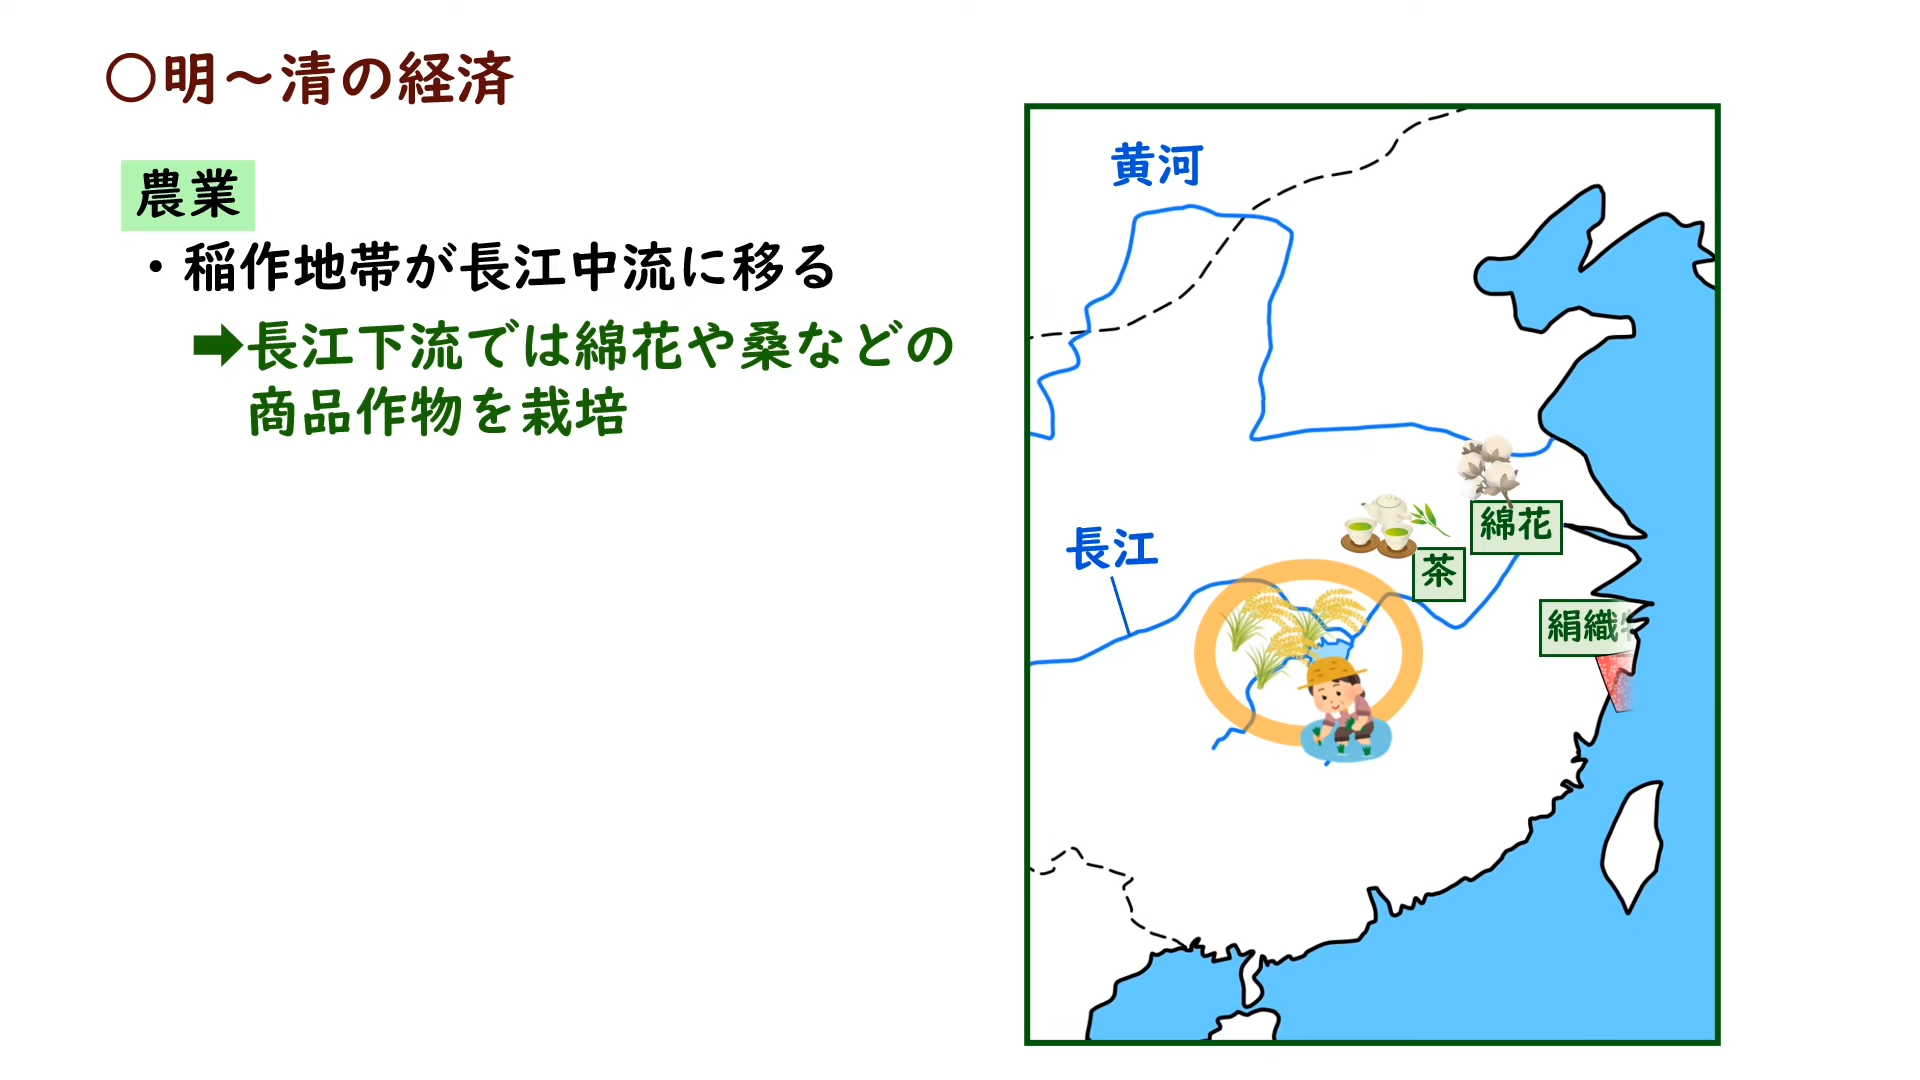 〇明～清の経済
農業
・稲作地帯が長江中流に移る
➡長江下流では綿花や桑などの
商品作物を栽培
黄河
長江
綿花
茶
絹織